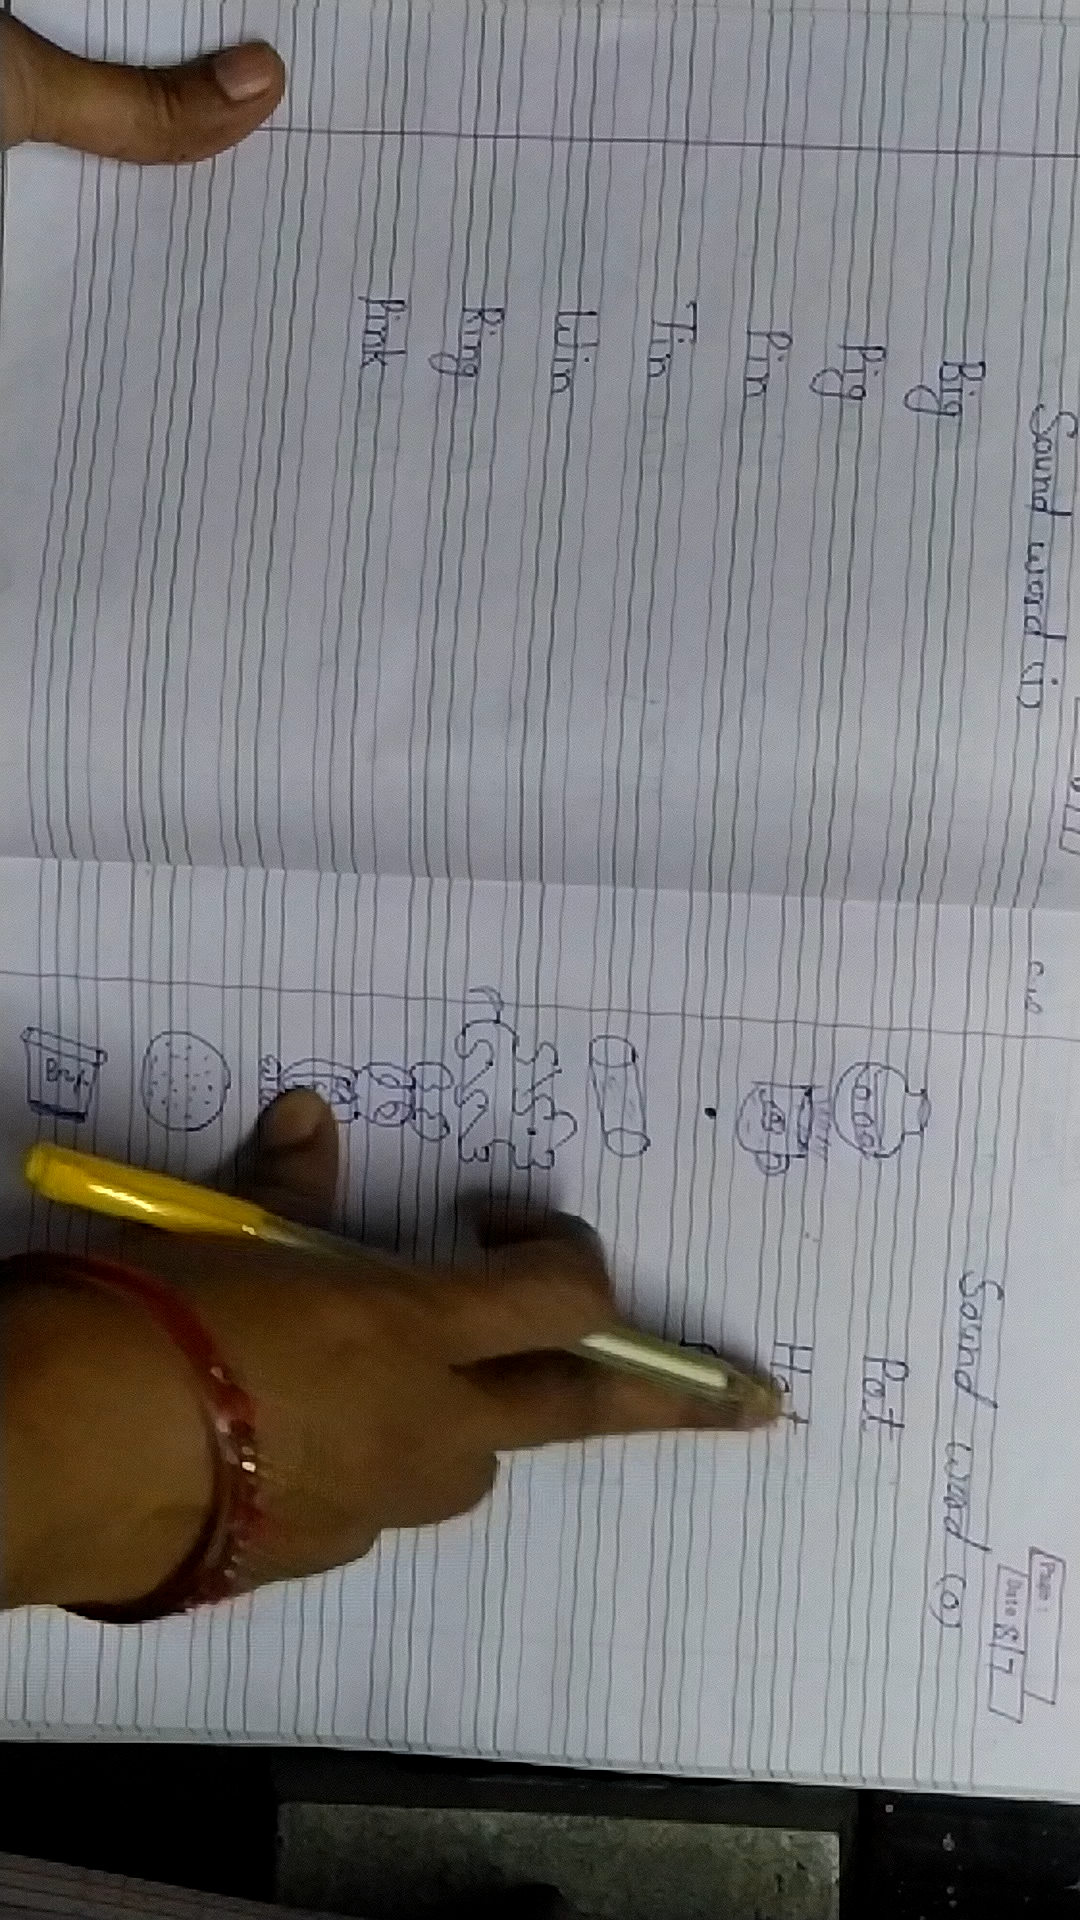 Sound word (i)
Big
Pig
Pin
Tin
Win
Ring
Pink
Page:
Date 8/7
c.w
Sound word (o)
Pot
Hot